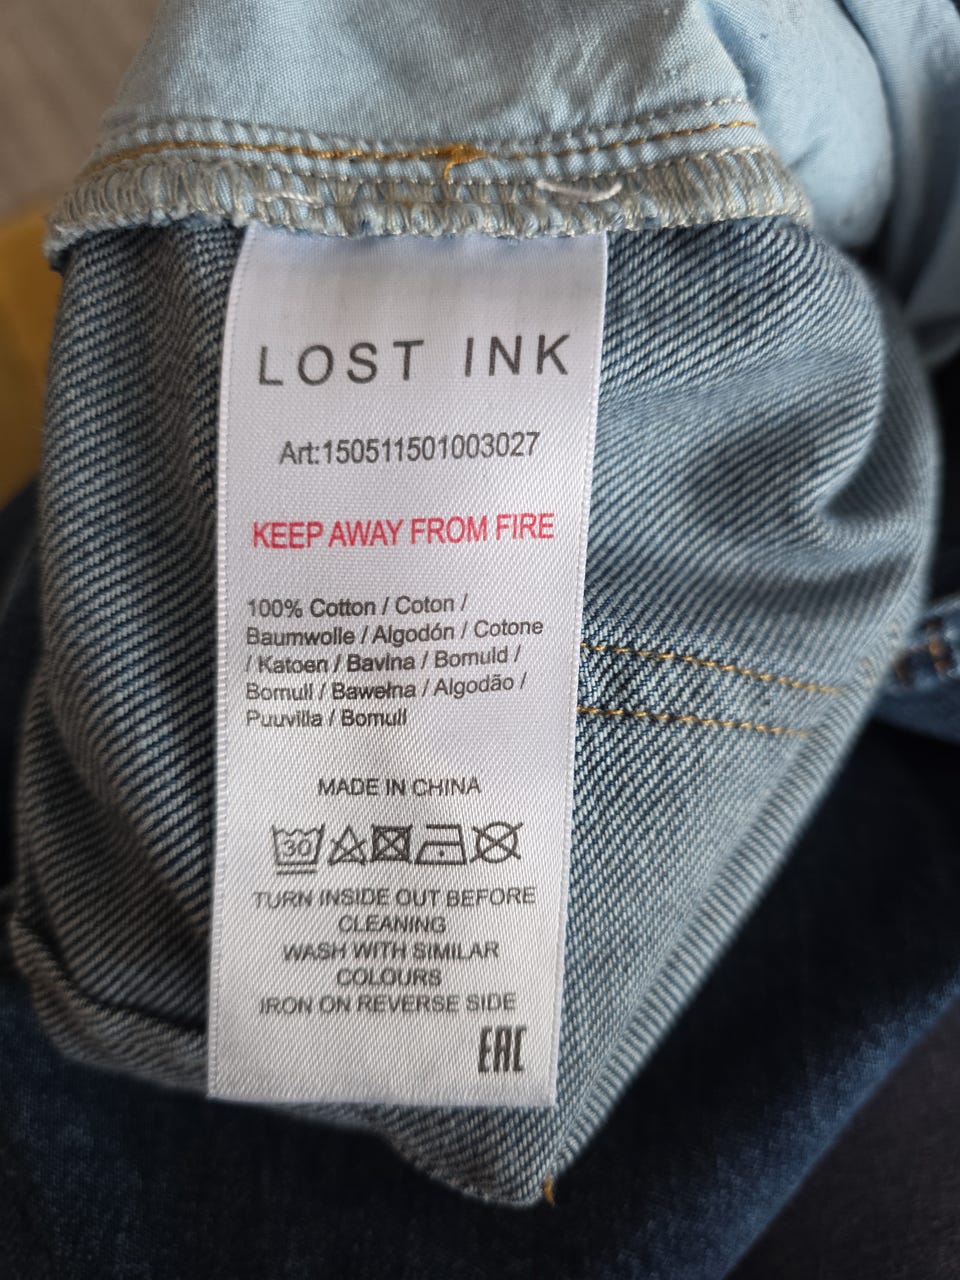 LOST INK
Art:150511501003027
KEEP AWAY FROM FIRE
100% Cotton / Coton /
Baumwolle / Algodón / Cotone
/ Katoen / Bavlna / Bomuld /
Bomull / Bawełna / Algodão /
Puuvilla / Bomull
MADE IN CHINA
30
TURN INSIDE OUT BEFORE
CLEANING
WASH WITH SIMILAR
COLOURS
IRON ON REVERSE SIDE
EAC